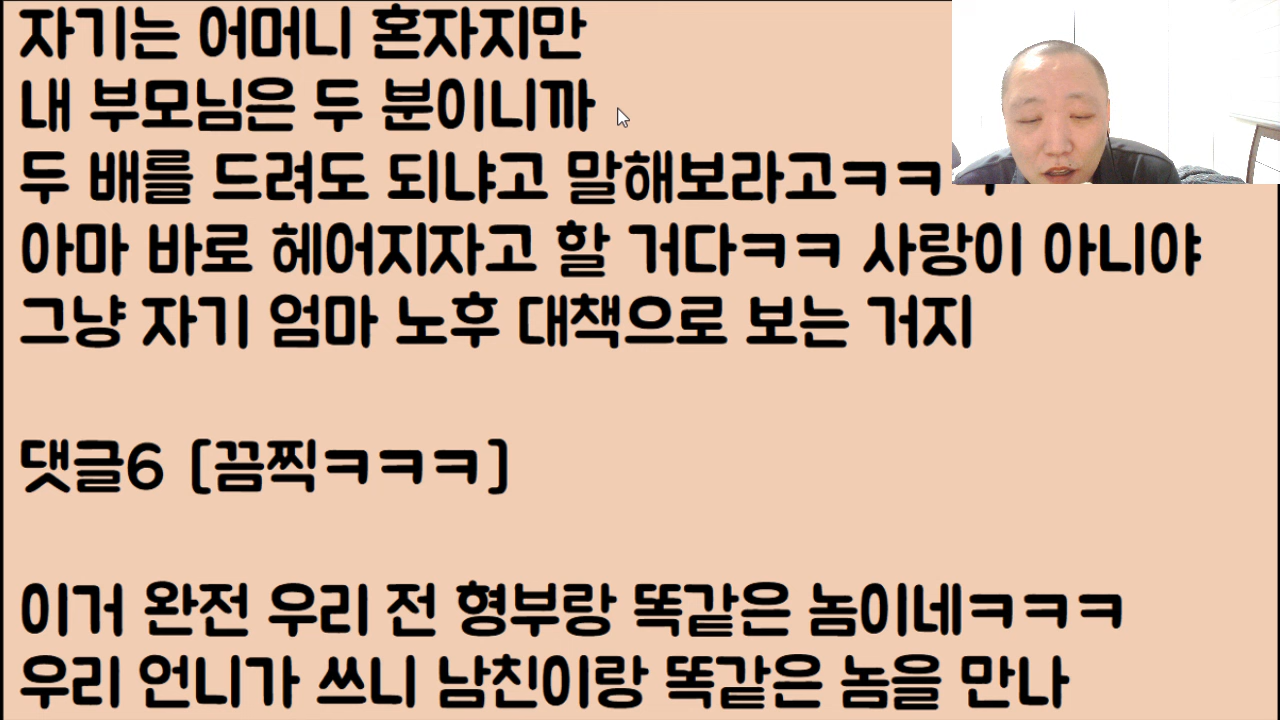 자기는 어머니 혼자지만
내 부모님은 두 분이니까
두 배를 드려도 되냐고 말해보라고ㅋㅋ
아마 바로 헤어지자고 할 거다ㅋㅋ 사랑이 아니야
그냥 자기 엄마 노후 대책으로 보는 거지
댓글6 [끔찍ㅋㅋㅋ]
이거 완전 우리 전 형부랑 똑같은 놈이네ㅋㅋㅋ
우리 언니가 쓰니 남친이랑 똑같은 놈을 만나